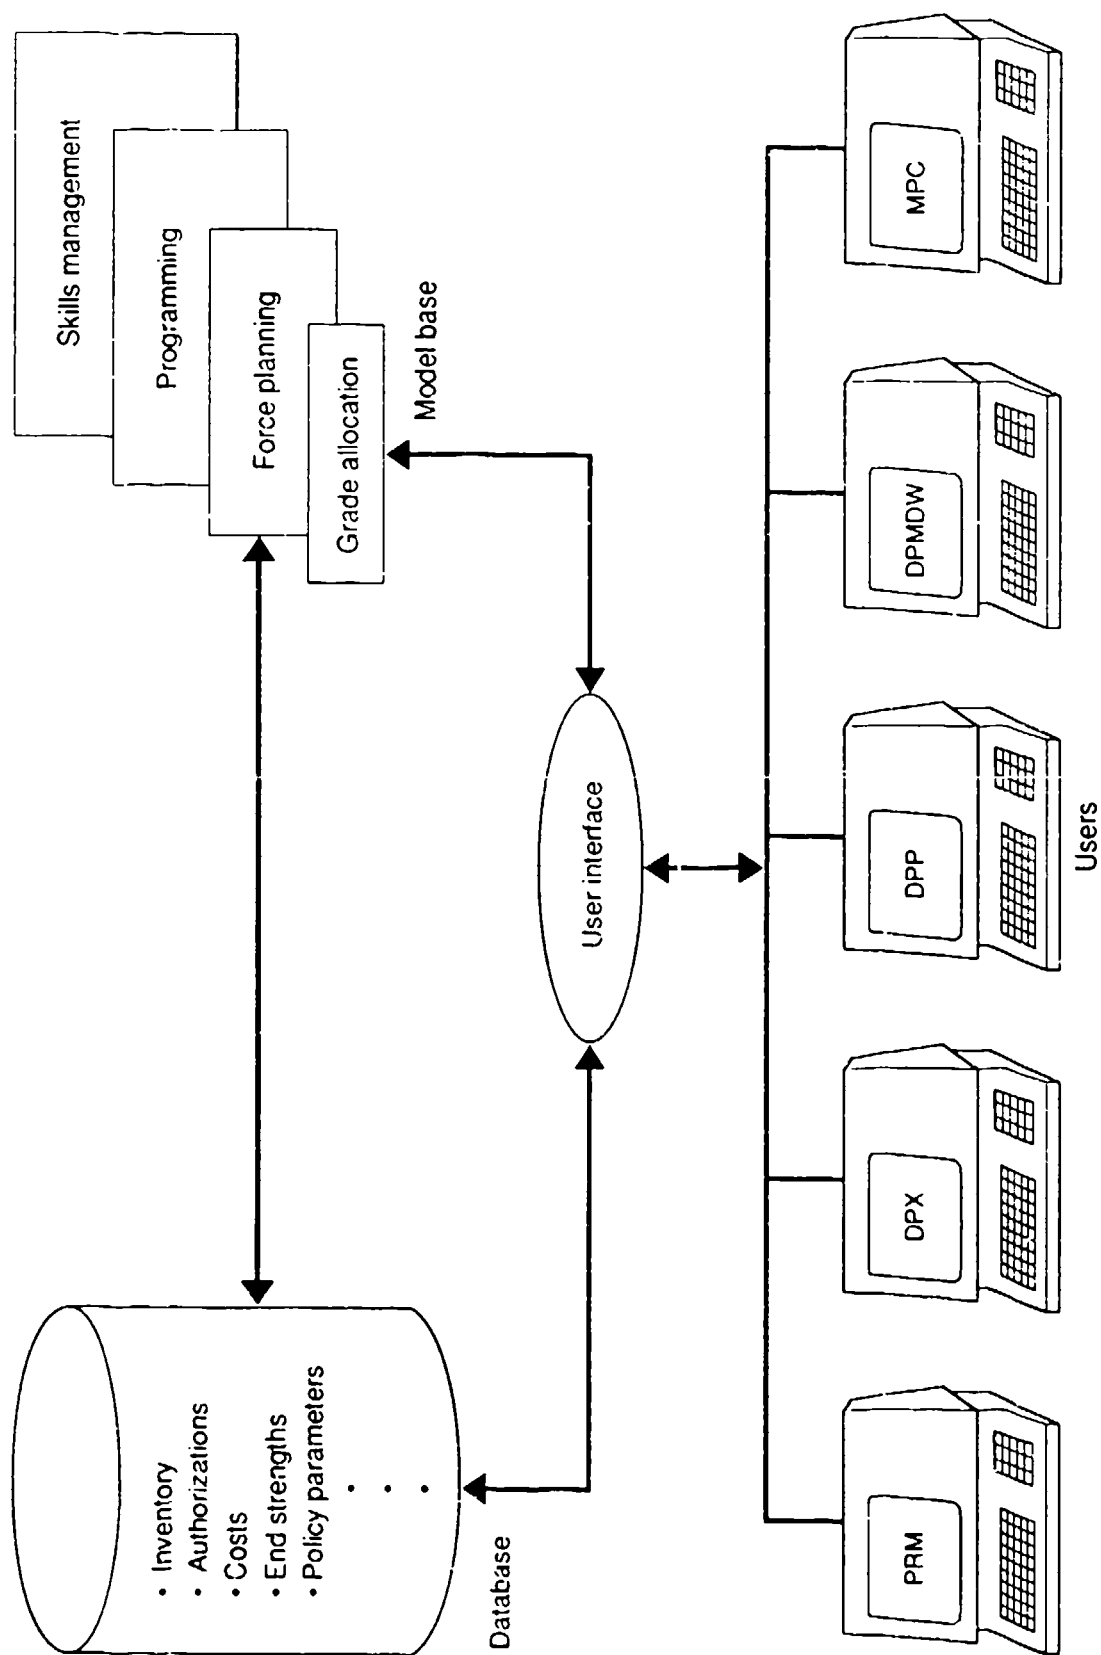 • Inventory
• Authorizations
• Costs
• End strengths
• Policy parameters
•
•
•
Database
Skills management
Programming
Force planning
Grade allocation
Model base
User interface
PRM
DPX
DPP
DPMDW
MPC
Users